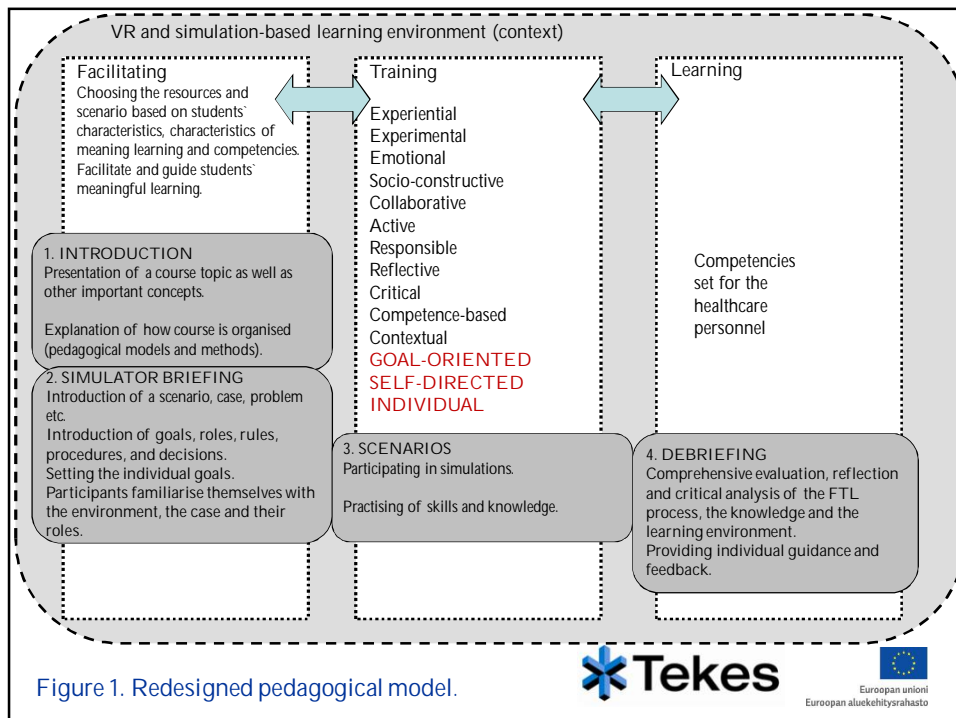 VR and simulation-based learning environment (context)
Facilitating
Choosing the resources and
scenario based on students`
characteristics, characteristics of
meaning learning and competencies.
Facilitate and guide students`
meaningful learning.
1. INTRODUCTION
Presentation of a course topic as well as
other important concepts.
Explanation of how course is organised
(pedagogical models and methods).
2. SIMULATOR BRIEFING
Introduction of a scenario, case, problem
etc.
Introduction of goals, roles, rules,
procedures, and decisions.
Setting the individual goals.
Participants familiarise themselves with
the environment, the case and their
roles.
Training
Experiential
Experimental
Emotional
Socio-constructive
Collaborative
Active
Responsible
Reflective
Critical
Competence-based
Contextual
GOAL-ORIENTED
SELF-DIRECTED
INDIVIDUAL
3. SCENARIOS
Participating in simulations.
Practising of skills and knowledge.
Learning
Competencies
set for the
healthcare
personnel
4. DEBRIEFING
Comprehensive evaluation, reflection
and critical analysis of the FTL
process, the knowledge and the
learning environment.
Providing individual guidance and
feedback.
Figure 1. Redesigned pedagogical model.
Tekes
Euroopan unioni
Euroopan aluekehitysrahasto